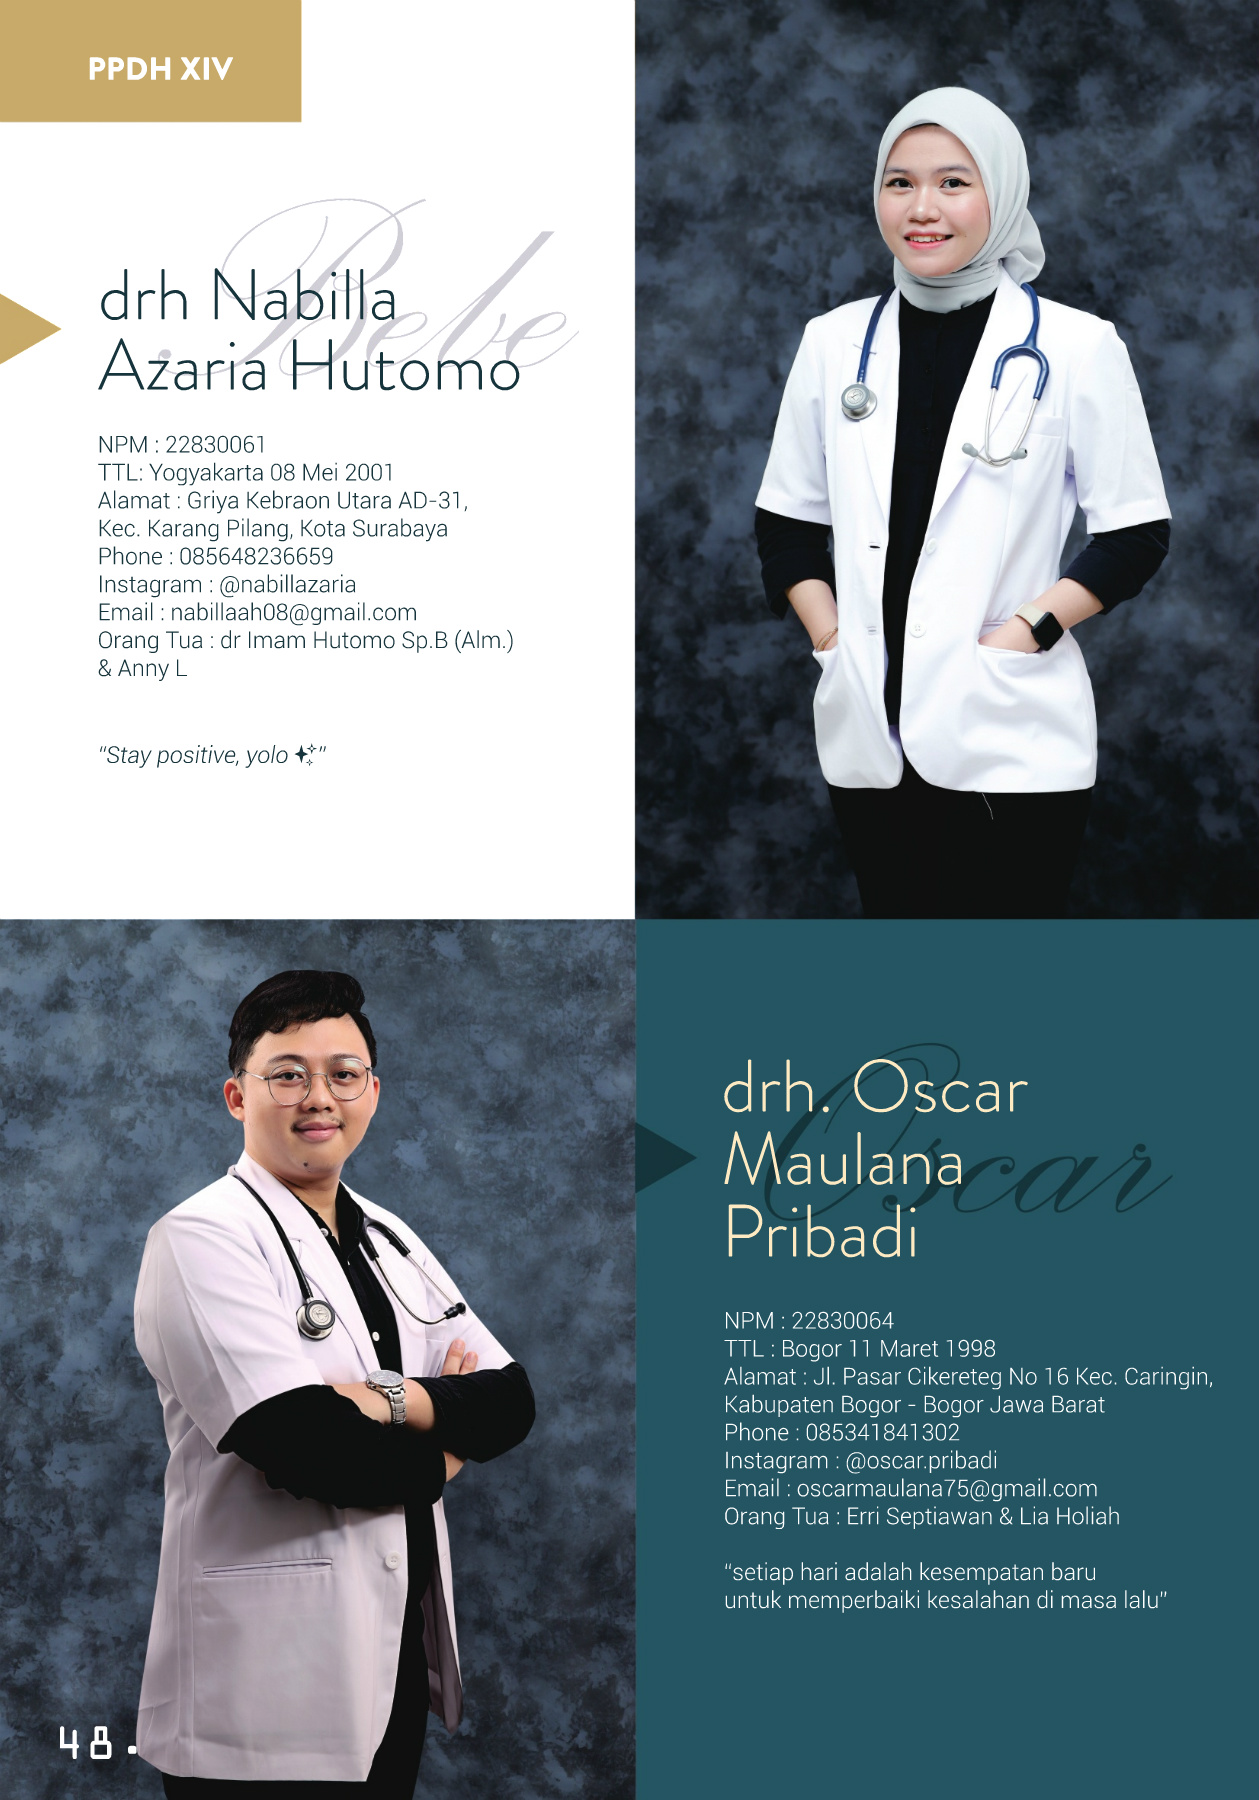 PPDH XIV
Bebe
drh Nabilla
Azaria Hutomo
NPM : 22830061
TTL: Yogyakarta 08 Mei 2001
Alamat : Griya Kebraon Utara AD-31,
Kec. Karang Pilang, Kota Surabaya
Phone : 085648236659
Instagram : @nabillazaria
Email : nabillaah08@gmail.com
Orang Tua : dr Imam Hutomo Sp.B (Alm.)
& Anny L
“Stay positive, yolo ✨”
Oscar
drh. Oscar
Maulana
Pribadi
NPM : 22830064
TTL : Bogor 11 Maret 1998
Alamat : Jl. Pasar Cikereteg No 16 Kec. Caringin,
Kabupaten Bogor - Bogor Jawa Barat
Phone : 085341841302
Instagram : @oscar.pribadi
Email : oscarmaulana75@gmail.com
Orang Tua : Erri Septiawan & Lia Holiah
“setiap hari adalah kesempatan baru
untuk memperbaiki kesalahan di masa lalu”
48.